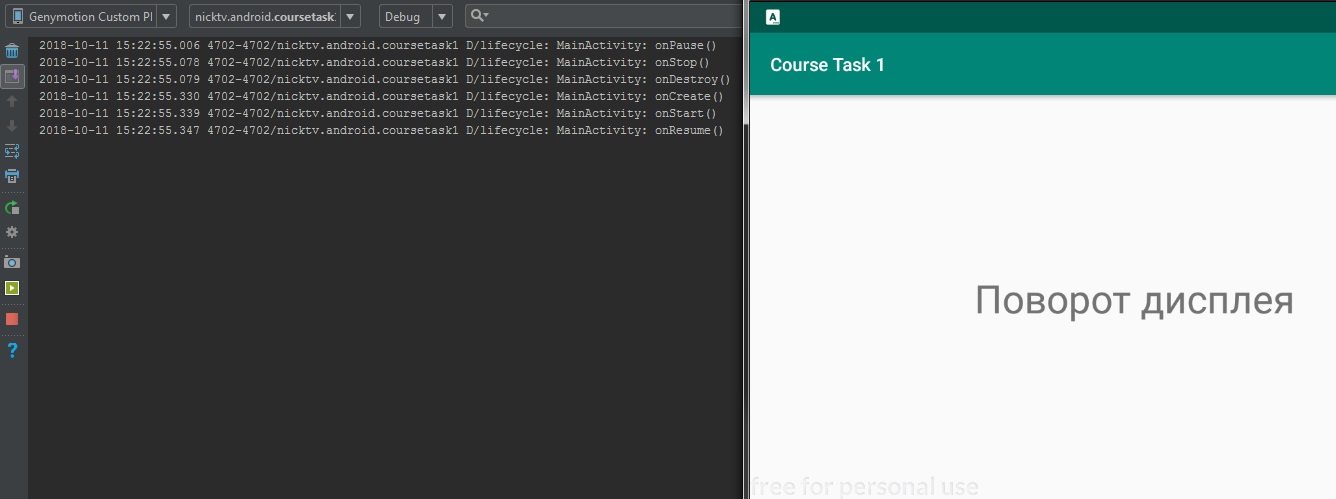 Genymotion Custom Pl nicktv.android.coursetask Debug
2018-10-11 15:22:55.006 4702-4702/nicktv.android.coursetask1 D/lifecycle: MainActivity: onPause()
2018-10-11 15:22:55.078 4702-4702/nicktv.android.coursetask1 D/lifecycle: MainActivity: onStop()
2018-10-11 15:22:55.079 4702-4702/nicktv.android.coursetask1 D/lifecycle: MainActivity: onDestroy()
2018-10-11 15:22:55.330 4702-4702/nicktv.android.coursetask1 D/lifecycle: MainActivity: onCreate()
2018-10-11 15:22:55.339 4702-4702/nicktv.android.coursetask1 D/lifecycle: MainActivity: onStart()
2018-10-11 15:22:55.347 4702-4702/nicktv.android.coursetask1 D/lifecycle: MainActivity: onResume()
?
A
Course Task 1
Поворот дисплея
free for personal use